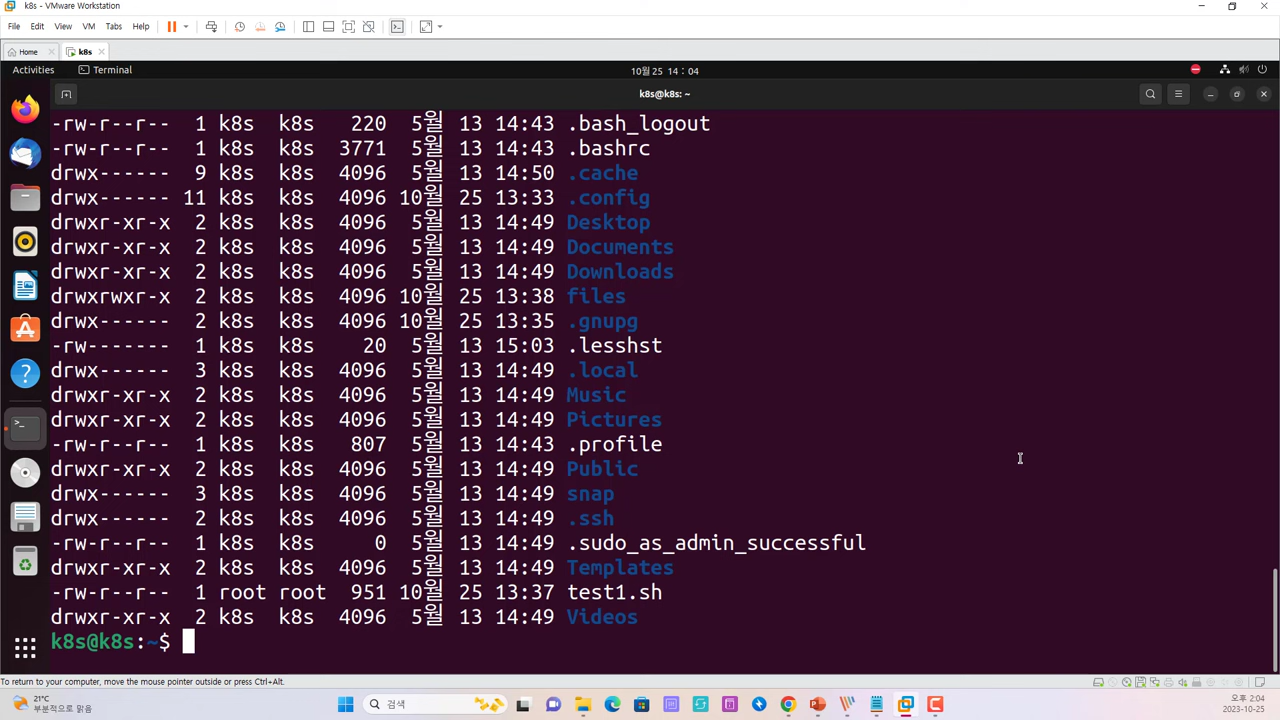 k8s - VMware Workstation
File Edit View VM Tabs Help
Home k8s
Activities Terminal 10월 25 14 : 04
k8s@k8s: ~
-rw-r--r-- 1 k8s k8s 220 5월 13 14:43 .bash_logout
-rw-r--r-- 1 k8s k8s 3771 5월 13 14:43 .bashrc
drwx------ 9 k8s k8s 4096 5월 13 14:50 .cache
drwx------ 11 k8s k8s 4096 10월 25 13:33 .config
drwxr-xr-x 2 k8s k8s 4096 5월 13 14:49 Desktop
drwxr-xr-x 2 k8s k8s 4096 5월 13 14:49 Documents
drwxr-xr-x 2 k8s k8s 4096 5월 13 14:49 Downloads
drwxrwxr-x 2 k8s k8s 4096 10월 25 13:38 files
drwx------ 2 k8s k8s 4096 10월 25 13:35 .gnupg
-rw------- 1 k8s k8s 20 5월 13 15:03 .lesshst
drwx------ 3 k8s k8s 4096 5월 13 14:49 .local
drwxr-xr-x 2 k8s k8s 4096 5월 13 14:49 Music
drwxr-xr-x 2 k8s k8s 4096 5월 13 14:49 Pictures
-rw-r--r-- 1 k8s k8s 807 5월 13 14:43 .profile
drwxr-xr-x 2 k8s k8s 4096 5월 13 14:49 Public
drwx------ 3 k8s k8s 4096 5월 13 14:49 snap
drwx------ 2 k8s k8s 4096 5월 13 14:49 .ssh
-rw-r--r-- 1 k8s k8s 0 5월 13 14:49 .sudo_as_admin_successful
drwxr-xr-x 2 k8s k8s 4096 5월 13 14:49 Templates
-rw-r--r-- 1 root root 951 10월 25 13:37 test1.sh
drwxr-xr-x 2 k8s k8s 4096 5월 13 14:49 Videos
k8s@k8s:~$
To return to your computer, move the mouse pointer outside or press Ctrl+Alt.
21°C
부분적으로 맑음
검색
오후 2:04
2023-10-25